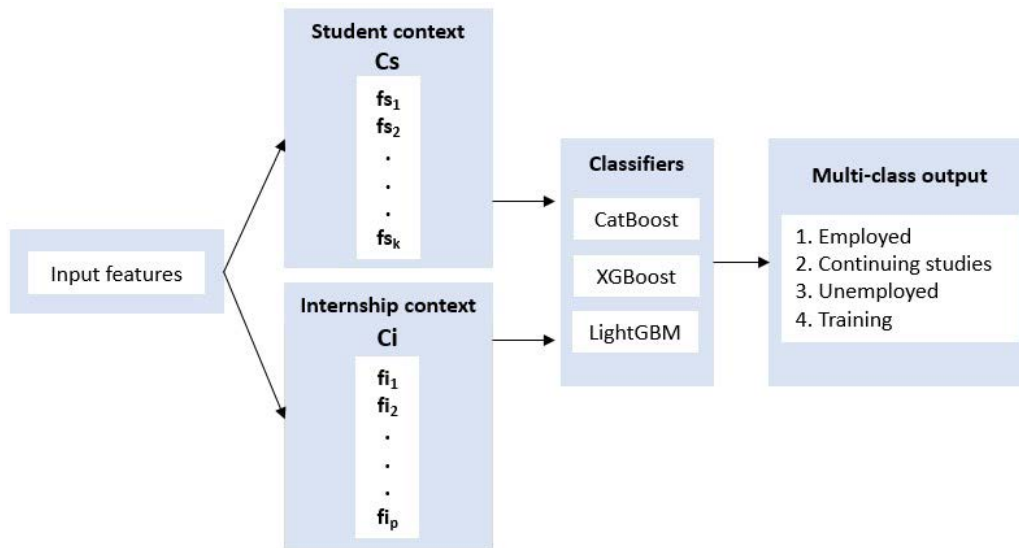 Input features
Student context
Cs
fs₁
fs₂
.
.
.
fsₖ
Internship context
Ci
fi₁
fi₂
.
.
.
fiₚ
Classifiers
CatBoost
XGBoost
LightGBM
Multi-class output
1. Employed
2. Continuing studies
3. Unemployed
4. Training